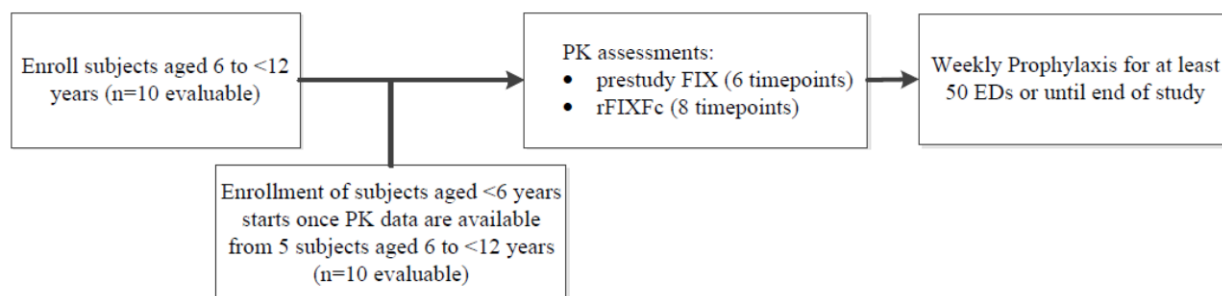 Enroll subjects aged 6 to <12
years (n=10 evaluable)
PK assessments:
• prestudy FIX (6 timepoints)
• rFIXFc (8 timepoints)
Weekly Prophylaxis for at least
50 EDs or until end of study
Enrollment of subjects aged <6 years
starts once PK data are available
from 5 subjects aged 6 to <12 years
(n=10 evaluable)